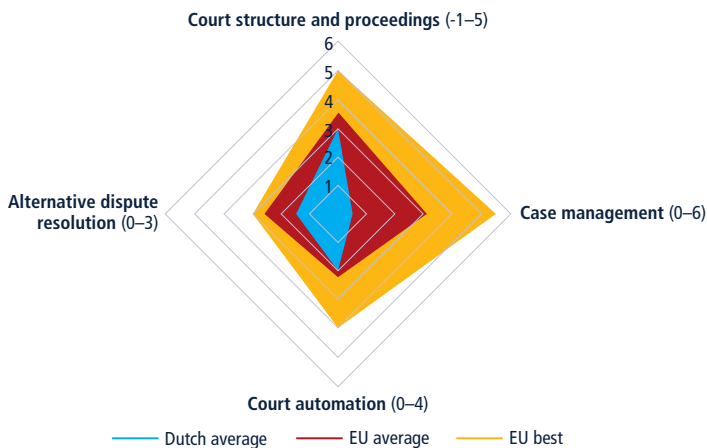 Court structure and proceedings (-1–5)
6
5
4
3
2
1
Alternative dispute
resolution (0–3)
Case management (0–6)
Court automation (0–4)
Dutch average EU average EU best